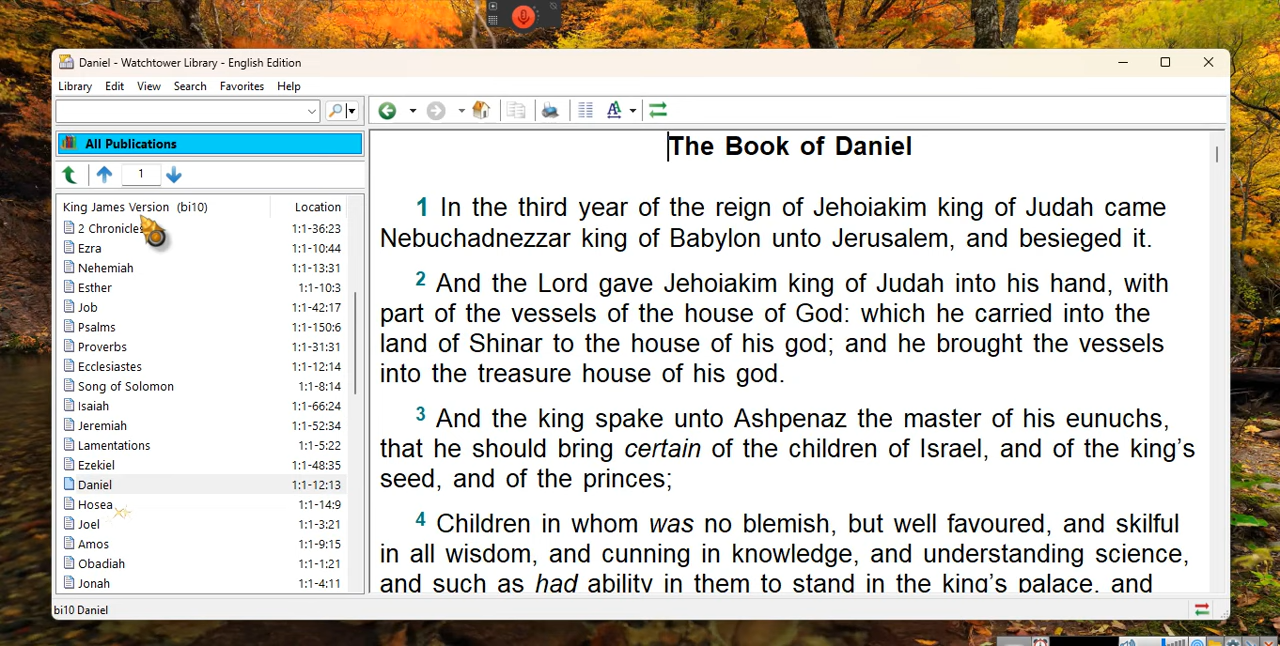 Daniel - Watchtower Library - English Edition
Library Edit View Search Favorites Help
All Publications
1
King James Version (bi10) Location
2 Chronicles 1:1-36:23
Ezra 1:1-10:44
Nehemiah 1:1-13:31
Esther 1:1-10:3
Job 1:1-42:17
Psalms 1:1-150:6
Proverbs 1:1-31:31
Ecclesiastes 1:1-12:14
Song of Solomon 1:1-8:14
Isaiah 1:1-66:24
Jeremiah 1:1-52:34
Lamentations 1:1-5:22
Ezekiel 1:1-48:35
Daniel 1:1-12:13
Hosea 1:1-14:9
Joel 1:1-3:21
Amos 1:1-9:15
Obadiah 1:1-1:21
Jonah 1:1-4:11
The Book of Daniel
1 In the third year of the reign of Jehoiakim king of Judah came
Nebuchadnezzar king of Babylon unto Jerusalem, and besieged it.
2 And the Lord gave Jehoiakim king of Judah into his hand, with
part of the vessels of the house of God: which he carried into the
land of Shinar to the house of his god; and he brought the vessels
into the treasure house of his god.
3 And the king spake unto Ashpenaz the master of his eunuchs,
that he should bring certain of the children of Israel, and of the king’s
seed, and of the princes;
4 Children in whom was no blemish, but well favoured, and skilful
in all wisdom, and cunning in knowledge, and understanding science,
and such as had ability in them to stand in the king’s palace, and
bi10 Daniel